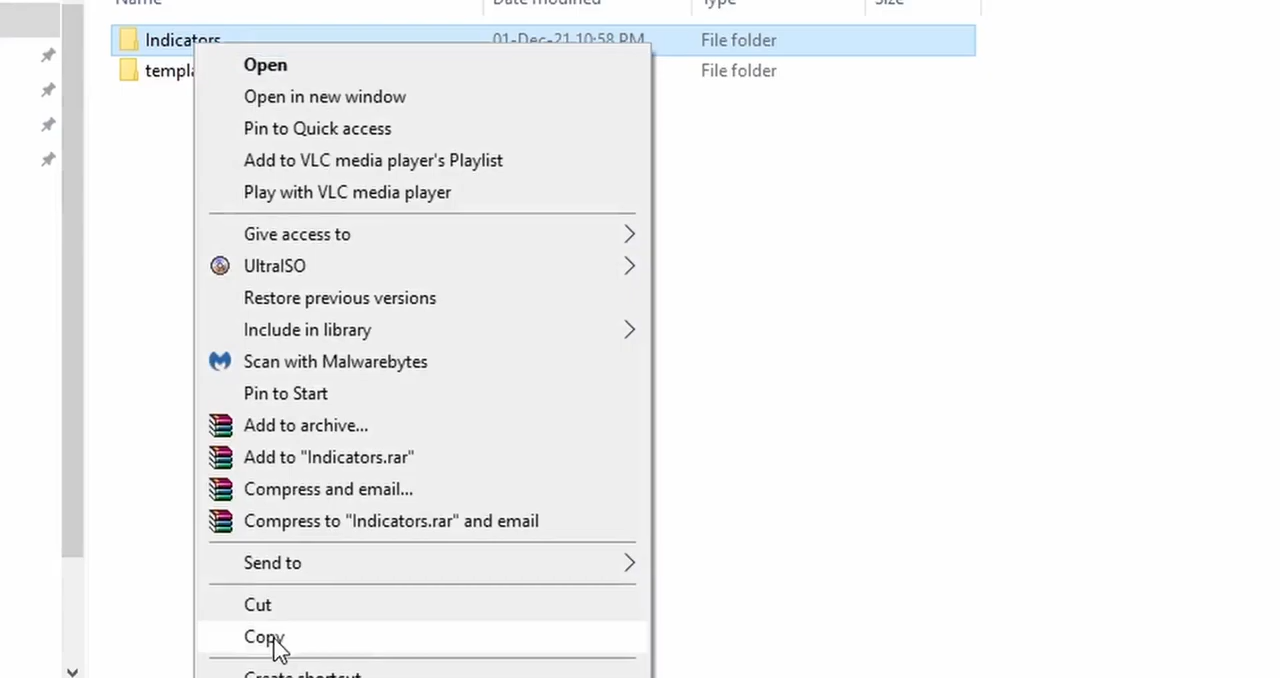 Name Date modified Type Size
Indicators 01-Dec-21 10:58 PM File folder
templa File folder
Open
Open in new window
Pin to Quick access
Add to VLC media player's Playlist
Play with VLC media player
Give access to
UltraISO
Restore previous versions
Include in library
Scan with Malwarebytes
Pin to Start
Add to archive...
Add to "Indicators.rar"
Compress and email...
Compress to "Indicators.rar" and email
Send to
Cut
Copy
Create shortcut